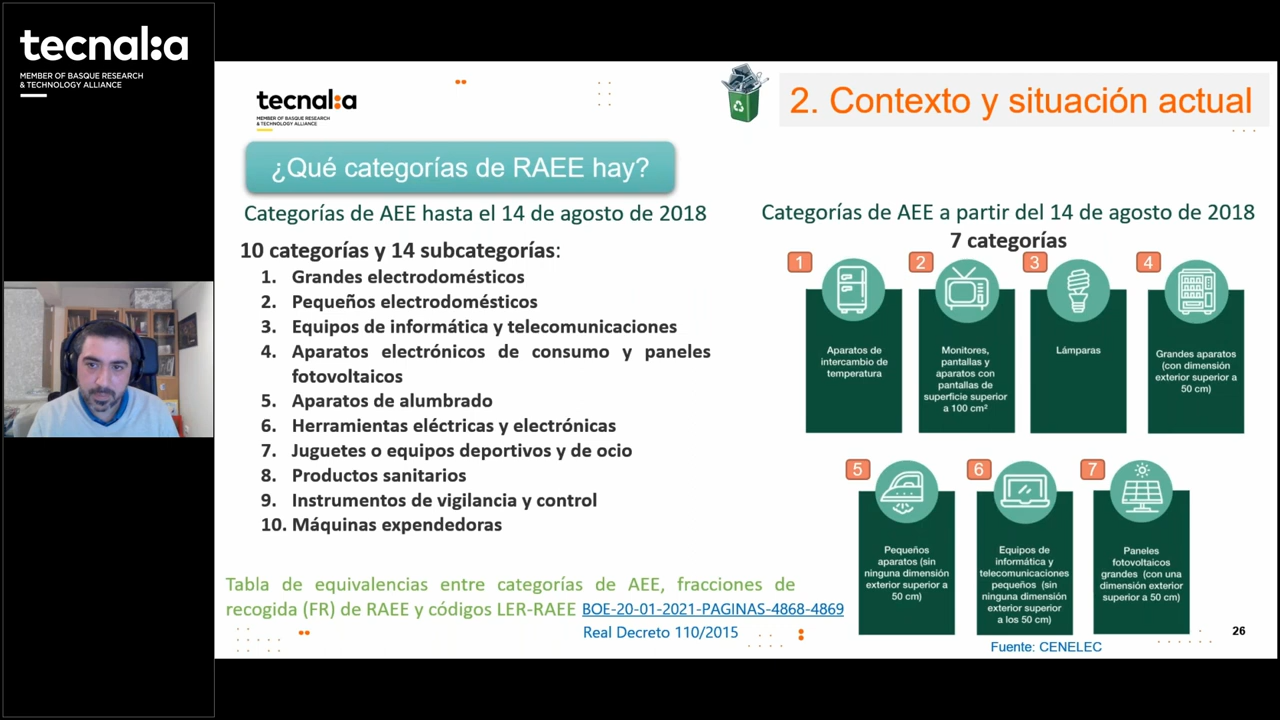 tecnal:a
MEMBER OF BASQUE RESEARCH
& TECHNOLOGY ALLIANCE
tecnal:a
MEMBER OF BASQUE RESEARCH
& TECHNOLOGY ALLIANCE
2. Contexto y situación actual
¿Qué categorías de RAEE hay?
Categorías de AEE hasta el 14 de agosto de 2018
10 categorías y 14 subcategorías:
1. Grandes electrodomésticos
2. Pequeños electrodomésticos
3. Equipos de informática y telecomunicaciones
4. Aparatos electrónicos de consumo y paneles
fotovoltaicos
5. Aparatos de alumbrado
6. Herramientas eléctricas y electrónicas
7. Juguetes o equipos deportivos y de ocio
8. Productos sanitarios
9. Instrumentos de vigilancia y control
10. Máquinas expendedoras
Tabla de equivalencias entre categorías de AEE, fracciones de
recogida (FR) de RAEE y códigos LER-RAEE BOE-20-01-2021-PAGINAS-4868-4869
Real Decreto 110/2015
Categorías de AEE a partir del 14 de agosto de 2018
7 categorías
1
Aparatos de
intercambio de
temperatura
2
Monitores,
pantallas y
aparatos con
pantallas de
superficie superior
a 100 cm²
3
Lámparas
4
Grandes aparatos
(con dimensión
exterior superior a
50 cm)
5
Pequeños
aparatos (sin
ninguna dimensión
exterior superior a
50 cm)
6
Equipos de
informática y
telecomunicaciones
pequeños (sin
ninguna dimensión
exterior superior
a los 50 cm)
7
Paneles
fotovoltaicos
grandes (con una
dimensión exterior
superior a 50 cm)
Fuente: CENELEC
26